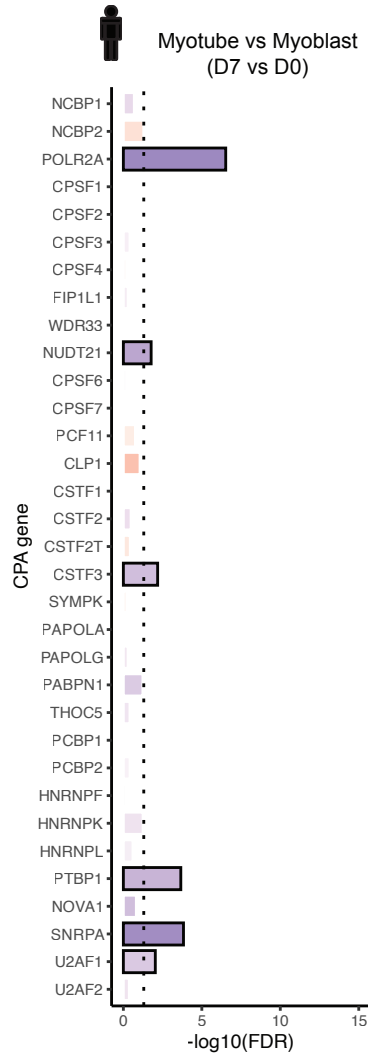 Myotube vs Myoblast
(D7 vs D0)
NCBP1
NCBP2
POLR2A
CPSF1
CPSF2
CPSF3
CPSF4
FIP1L1
WDR33
NUDT21
CPSF6
CPSF7
PCF11
CLP1
CSTF1
CSTF2
CSTF2T
CSTF3
SYMPK
PAPOLA
PAPOLG
PABPN1
THOC5
PCBP1
PCBP2
HNRNPF
HNRNPK
HNRNPL
PTBP1
NOVA1
SNRPA
U2AF1
U2AF2
CPA gene
0 5 10 15
-log10(FDR)